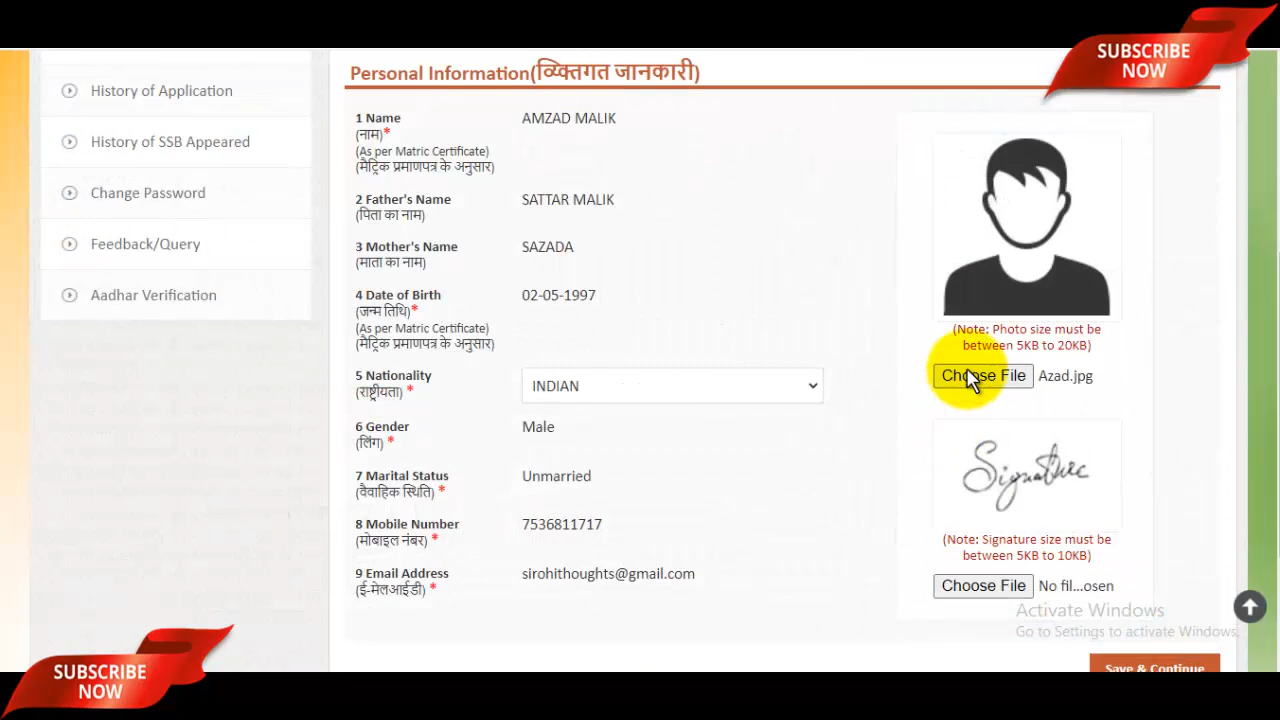 SUBSCRIBE
NOW
Personal Information(व्यक्तिगत जानकारी)
History of Application
History of SSB Appeared
Change Password
Feedback/Query
Aadhar Verification
1 Name
(नाम)*
(As per Matric Certificate)
(मैट्रिक प्रमाणपत्र के अनुसार)
AMZAD MALIK
2 Father's Name
(पिता का नाम)
SATTAR MALIK
3 Mother's Name
(माता का नाम)
SAZADA
4 Date of Birth
(जन्म तिथि)*
(As per Matric Certificate)
(मैट्रिक प्रमाणपत्र के अनुसार)
02-05-1997
5 Nationality
(राष्ट्रीयता) *
INDIAN
6 Gender
(लिंग) *
Male
7 Marital Status
(वैवाहिक स्थिति) *
Unmarried
8 Mobile Number
(मोबाइल नंबर) *
7536811717
9 Email Address
(ई-मेलआईडी) *
sirohithoughts@gmail.com
(Note: Photo size must be
between 5KB to 20KB)
Choose File Azad.jpg
Signature
(Note: Signature size must be
between 5KB to 10KB)
Choose File No fil...osen
Activate Windows
Go to Settings to activate Windows.
Save & Continue
SUBSCRIBE
NOW